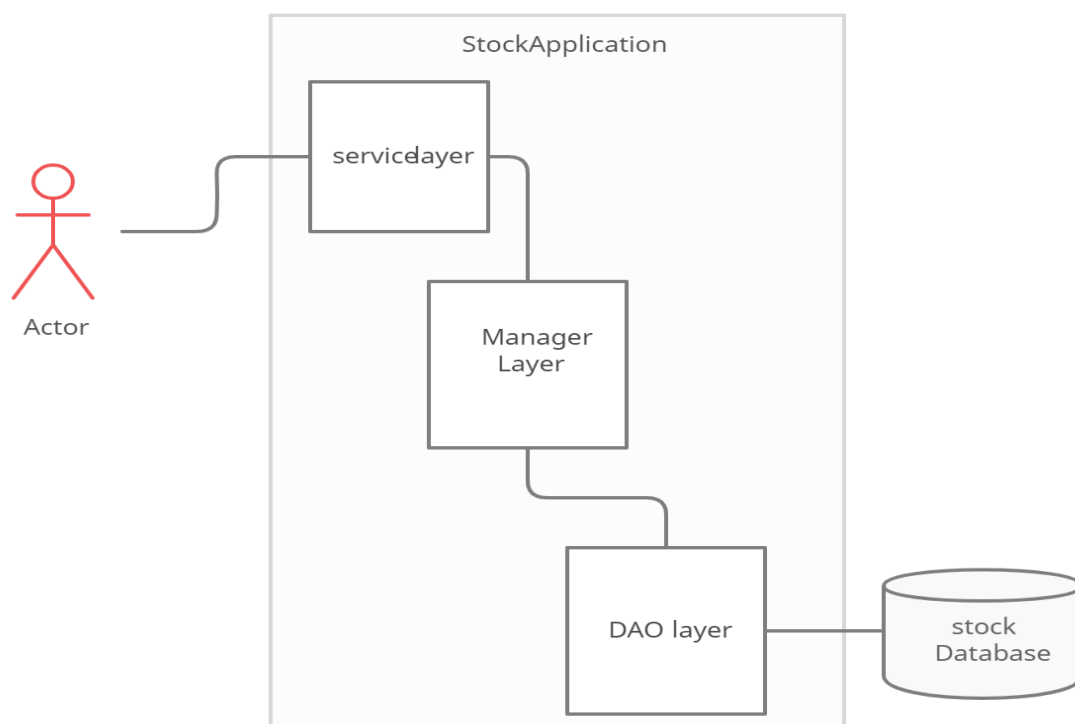 StockApplication
servicelayer
Actor
Manager
Layer
DAO layer
stock
Database